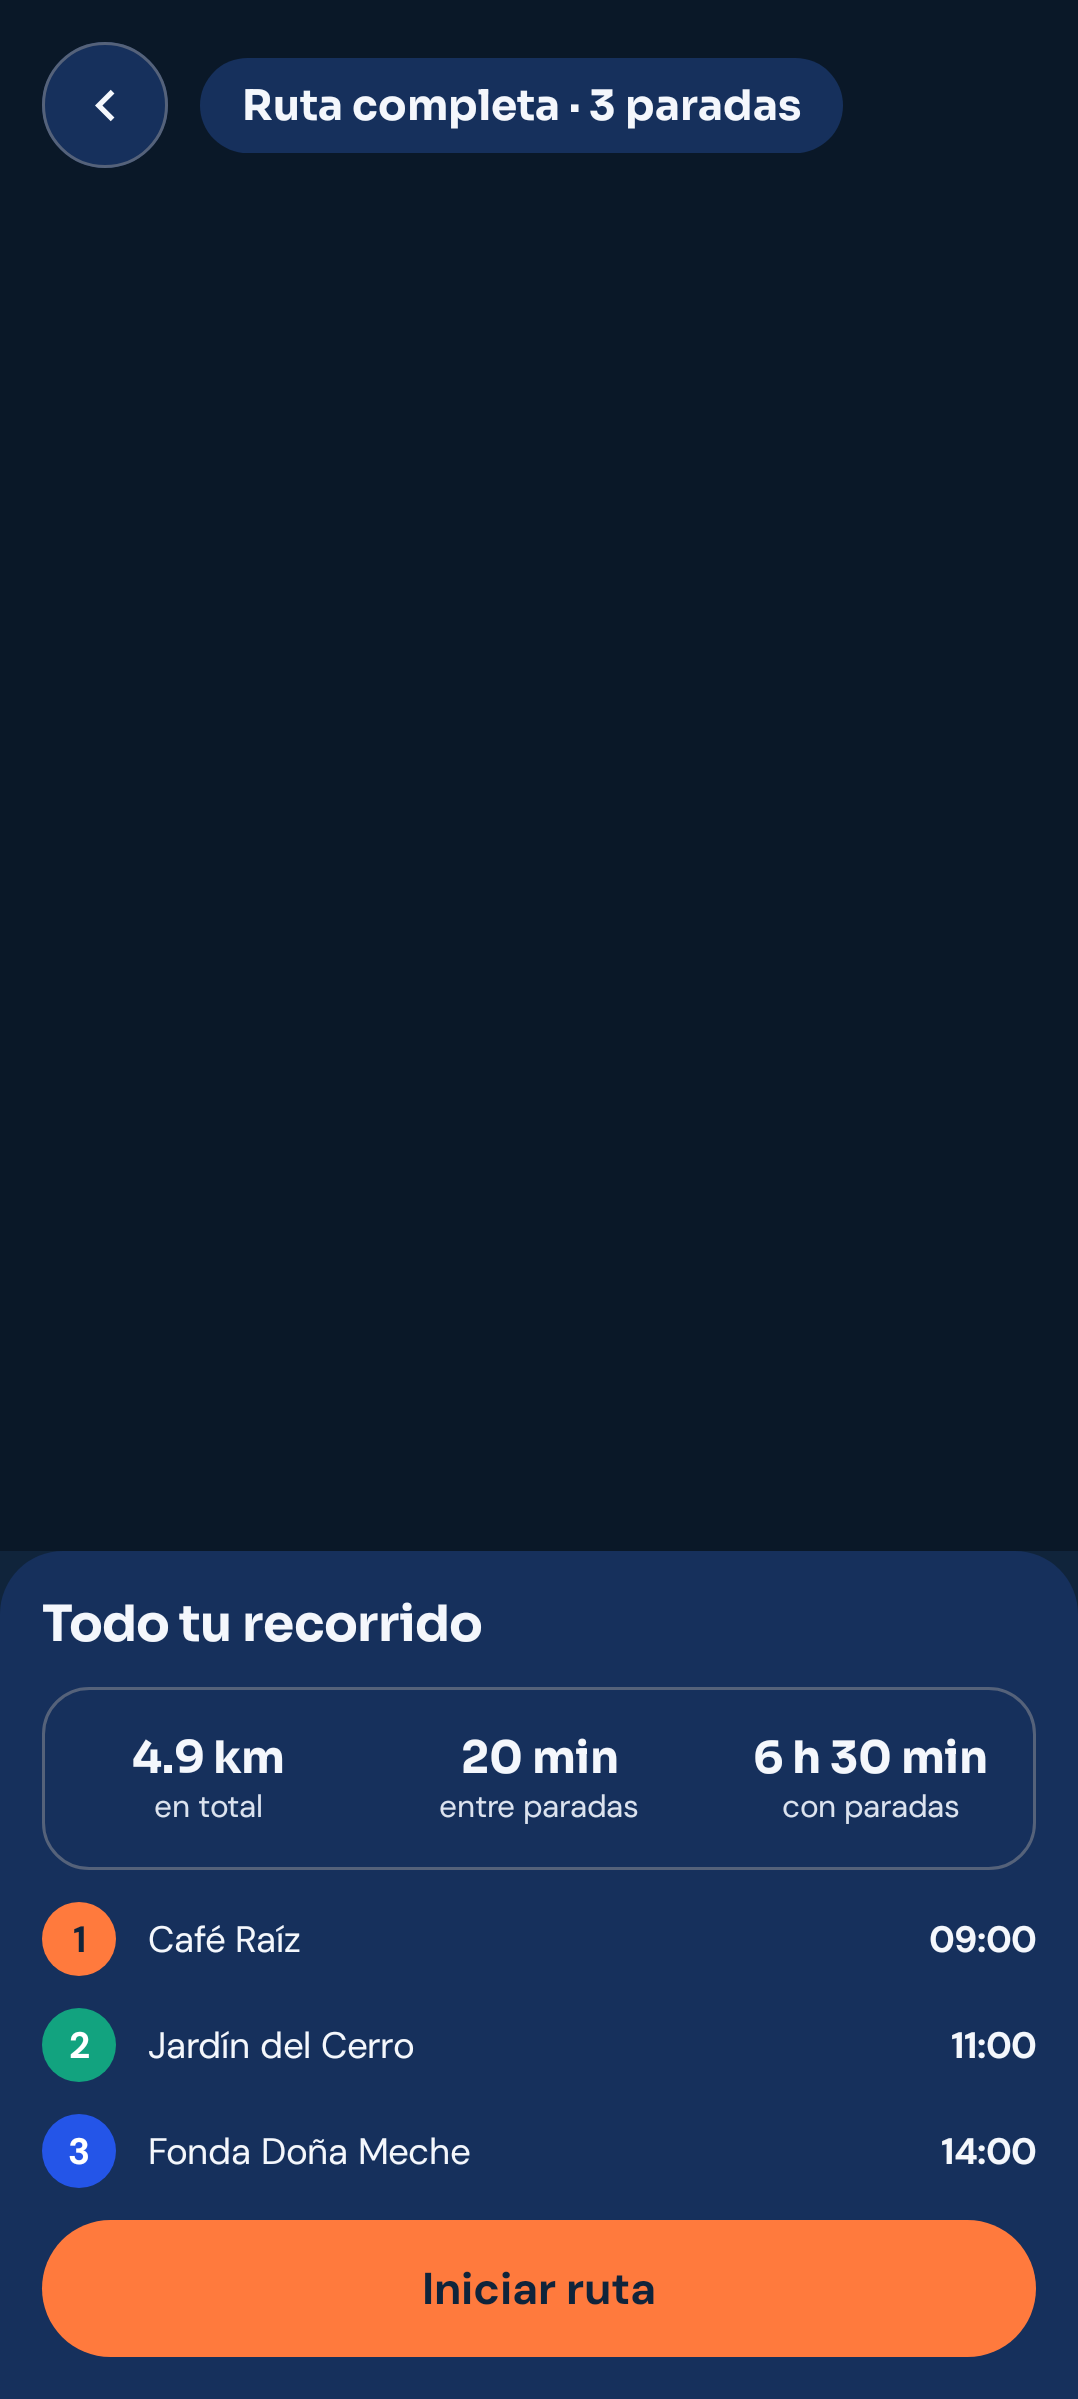 Ruta completa · 3 paradas
Todo tu recorrido
4.9 km 20 min 6 h 30 min
en total entre paradas con paradas
1 Café Raíz 09:00
2 Jardín del Cerro 11:00
3 Fonda Doña Meche 14:00
Iniciar ruta